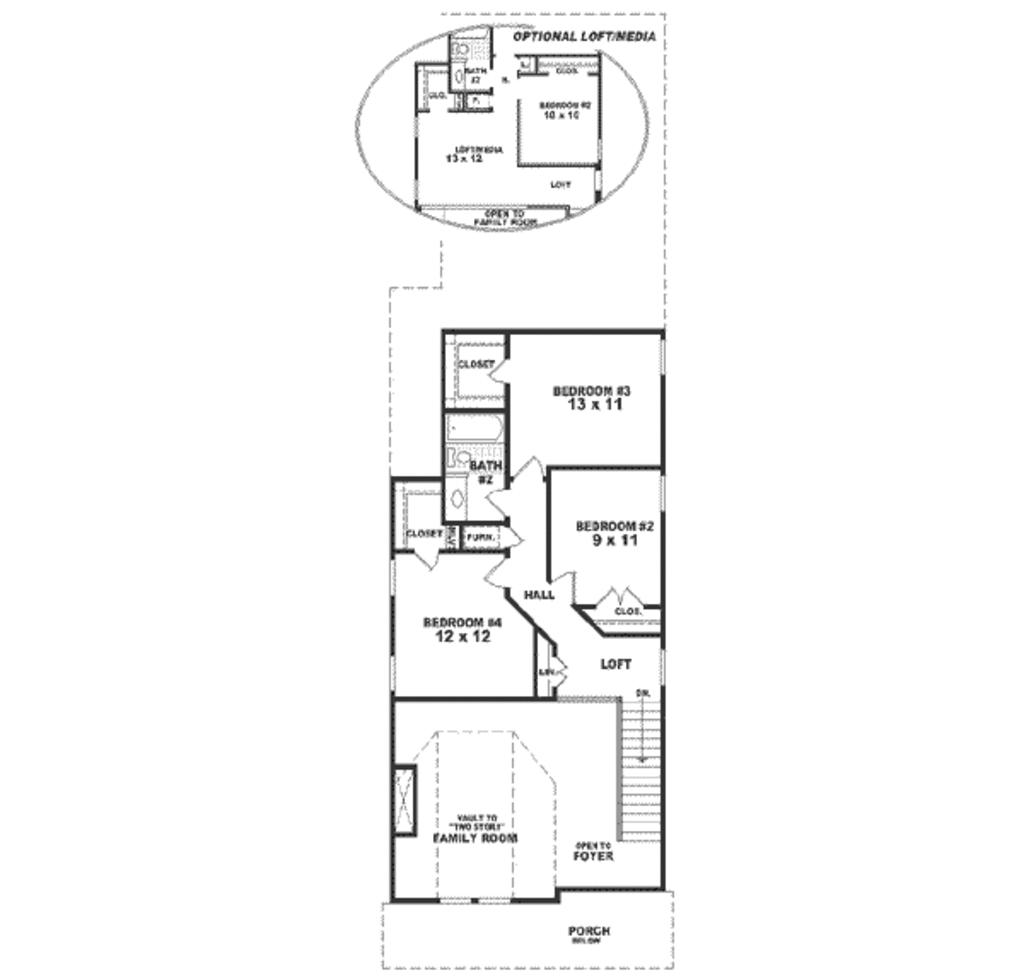 OPTIONAL LOFT/MEDIA
BATH
#2
CLOS.
CLO.
H.
L.
F.
BEDROOM #2
10 x 10
LOFT/MEDIA
13 x 12
LOFT
OPEN TO
FAMILY ROOM
CLOSET
BEDROOM #3
13 x 11
BATH
#2
CLOSET
FURN.
BEDROOM #2
9 x 11
HALL
CLOS.
BEDROOM #4
12 x 12
LIN.
LOFT
DN.
VAULT TO
"TWO STORY"
FAMILY ROOM
OPEN TO
FOYER
PORCH
BELOW